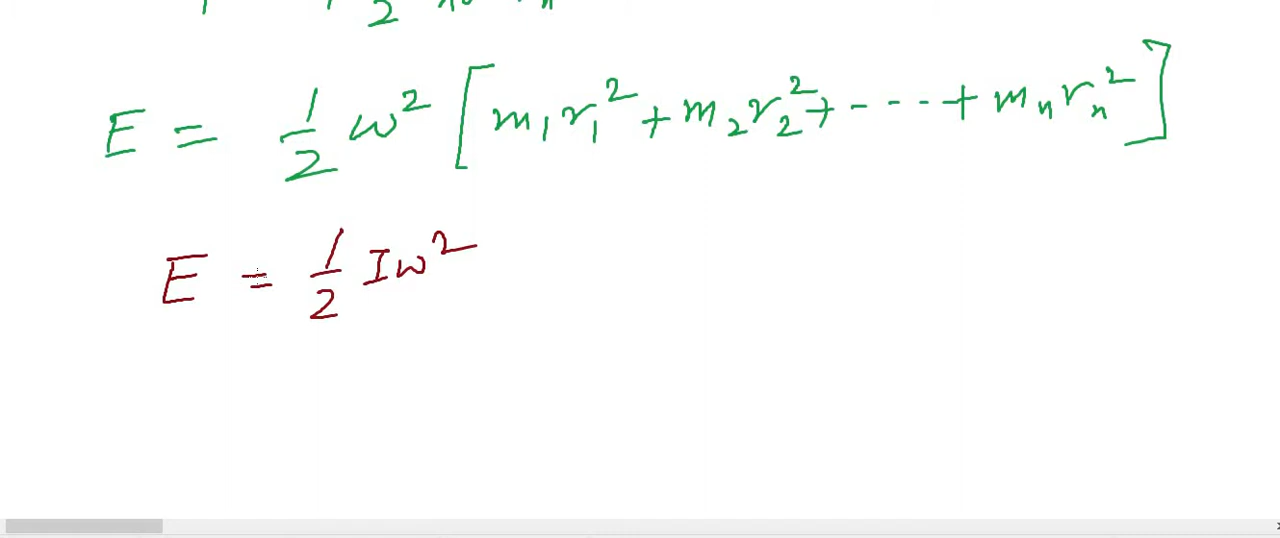 E = 1/2 ω² [m₁r₁² + m₂r₂² + - - - - + mₙrₙ²]
E = 1/2 Iω²